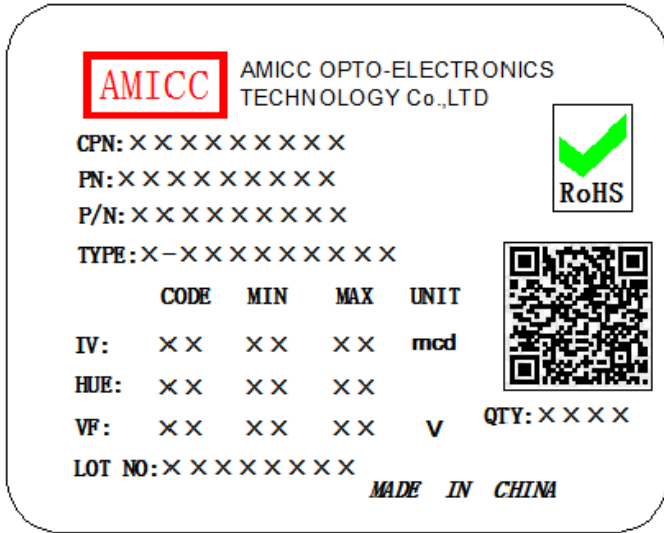 AMICC
AMICC OPTO-ELECTRONICS
TECHNOLOGY Co.,LTD
CPN:×××××××××
PN:×××××××××
P/N:×××××××××
RoHS
TYPE:×-×××××××××
CODE MIN MAX UNIT
IV: ×× ×× ×× mcd
HUE: ×× ×× ××
VF: ×× ×× ×× V
QTY:××××
LOT NO:××××××××
MADE IN CHINA